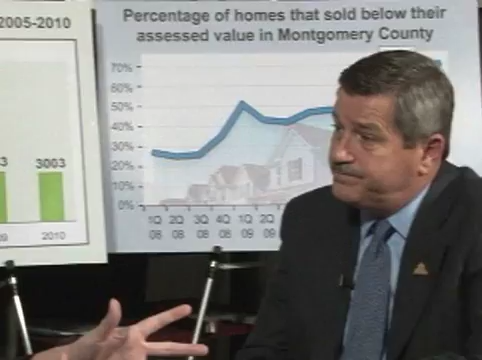 2005-2010
3003
2010
Percentage of homes that sold below their
assessed value in Montgomery County
70%
60%
50%
40%
30%
20%
10%
0%
1Q 2Q 3Q 4Q 1Q 2Q
08 08 08 08 09 09